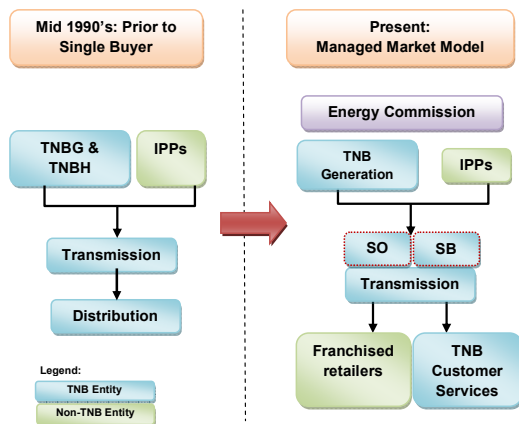 Mid 1990's: Prior to
Single Buyer
TNBG &
TNBH
IPPs
Transmission
Distribution
Legend:
TNB Entity
Non-TNB Entity
Present:
Managed Market Model
Energy Commission
TNB
Generation
IPPs
SO
SB
Transmission
Franchised
retailers
TNB
Customer
Services